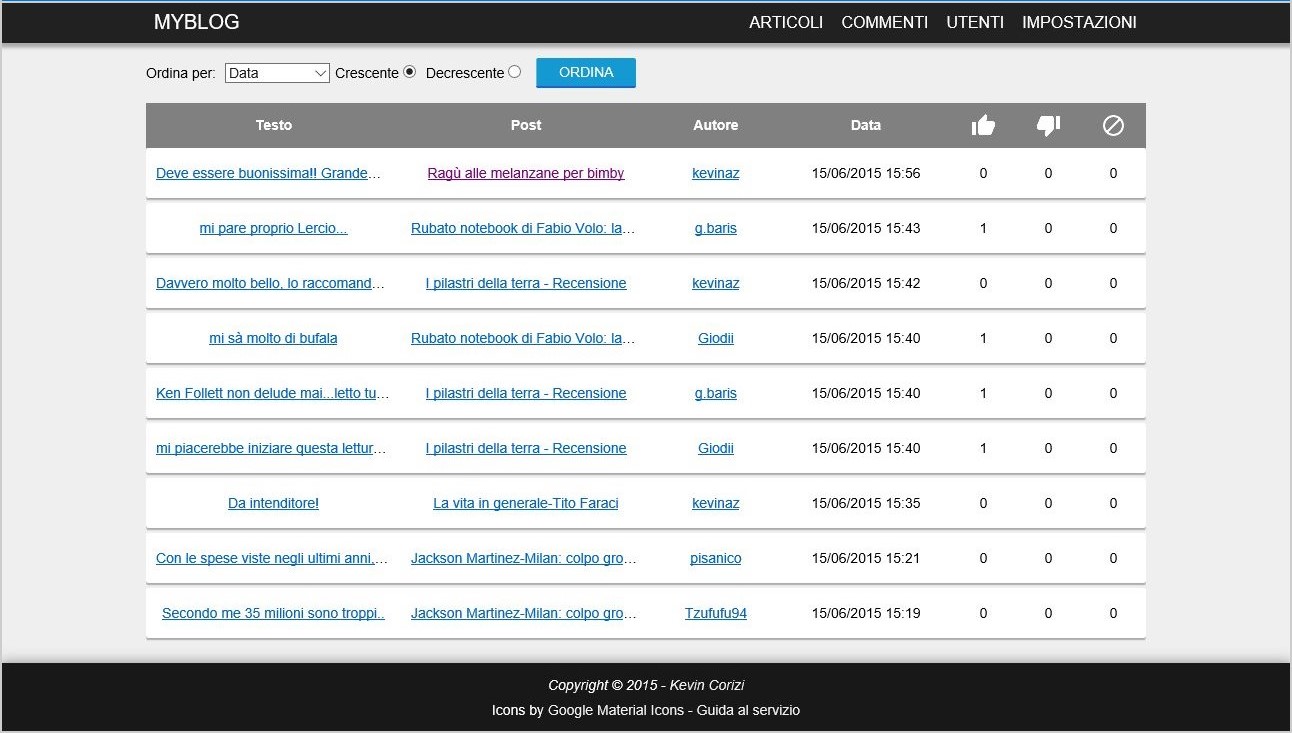 MYBLOG ARTICOLI COMMENTI UTENTI IMPOSTAZIONI
Ordina per: Data Crescente Decrescente ORDINA
Testo Post Autore Data
Deve essere buonissima!! Grande... Ragù alle melanzane per bimby kevinaz 15/06/2015 15:56 0 0 0
mi pare proprio Lercio... Rubato notebook di Fabio Volo: la... g.baris 15/06/2015 15:43 1 0 0
Davvero molto bello, lo raccomand... I pilastri della terra - Recensione kevinaz 15/06/2015 15:42 0 0 0
mi sà molto di bufala Rubato notebook di Fabio Volo: la... Giodii 15/06/2015 15:40 1 0 0
Ken Follett non delude mai...letto tu... I pilastri della terra - Recensione g.baris 15/06/2015 15:40 1 0 0
mi piacerebbe iniziare questa lettur... I pilastri della terra - Recensione Giodii 15/06/2015 15:40 1 0 0
Da intenditore! La vita in generale-Tito Faraci kevinaz 15/06/2015 15:35 0 0 0
Con le spese viste negli ultimi anni,... Jackson Martinez-Milan: colpo gro... pisanico 15/06/2015 15:21 0 0 0
Secondo me 35 milioni sono troppi.. Jackson Martinez-Milan: colpo gro... Tzufufu94 15/06/2015 15:19 0 0 0
Copyright © 2015 - Kevin Corizi
Icons by Google Material Icons - Guida al servizio